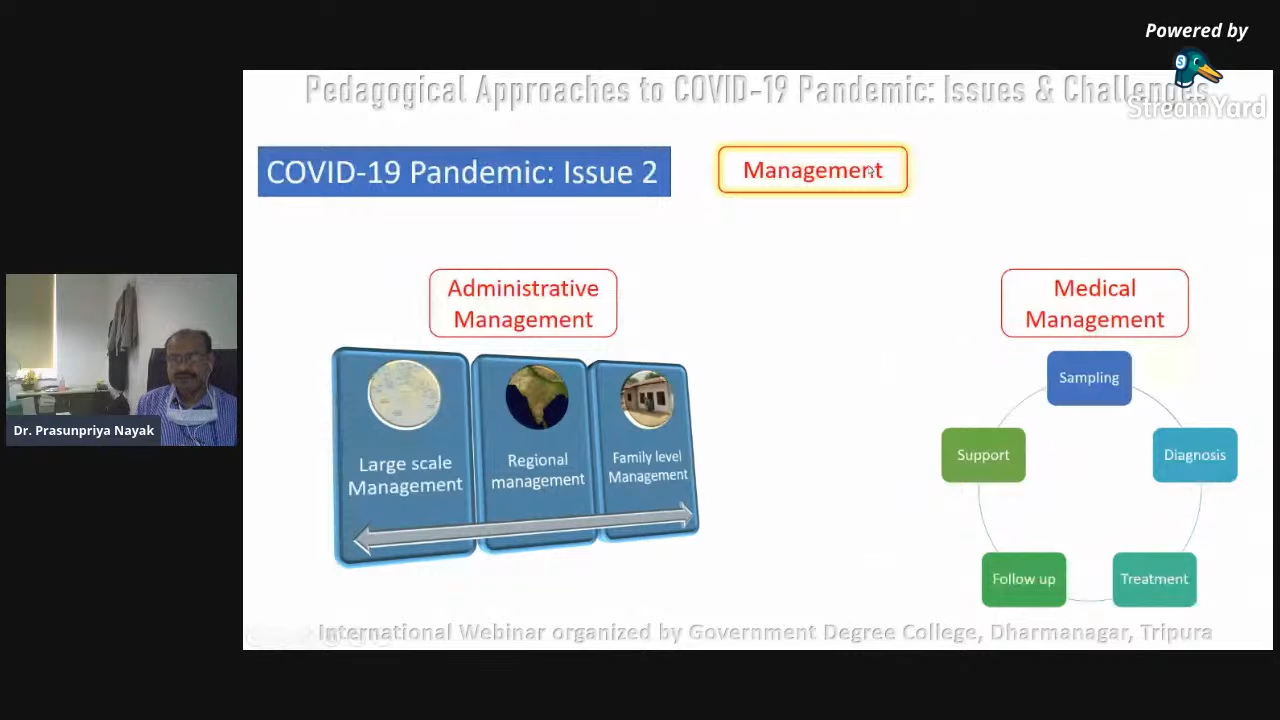 Powered by
StreamYard
Pedagogical Approaches to COVID-19 Pandemic: Issues & Challenges
COVID-19 Pandemic: Issue 2
Management
Administrative
Management
Large scale
Management
Regional
management
Family level
Management
Medical
Management
Sampling
Diagnosis
Treatment
Follow up
Support
Dr. Prasunpriya Nayak
International Webinar organized by Government Degree College, Dharmanagar, Tripura